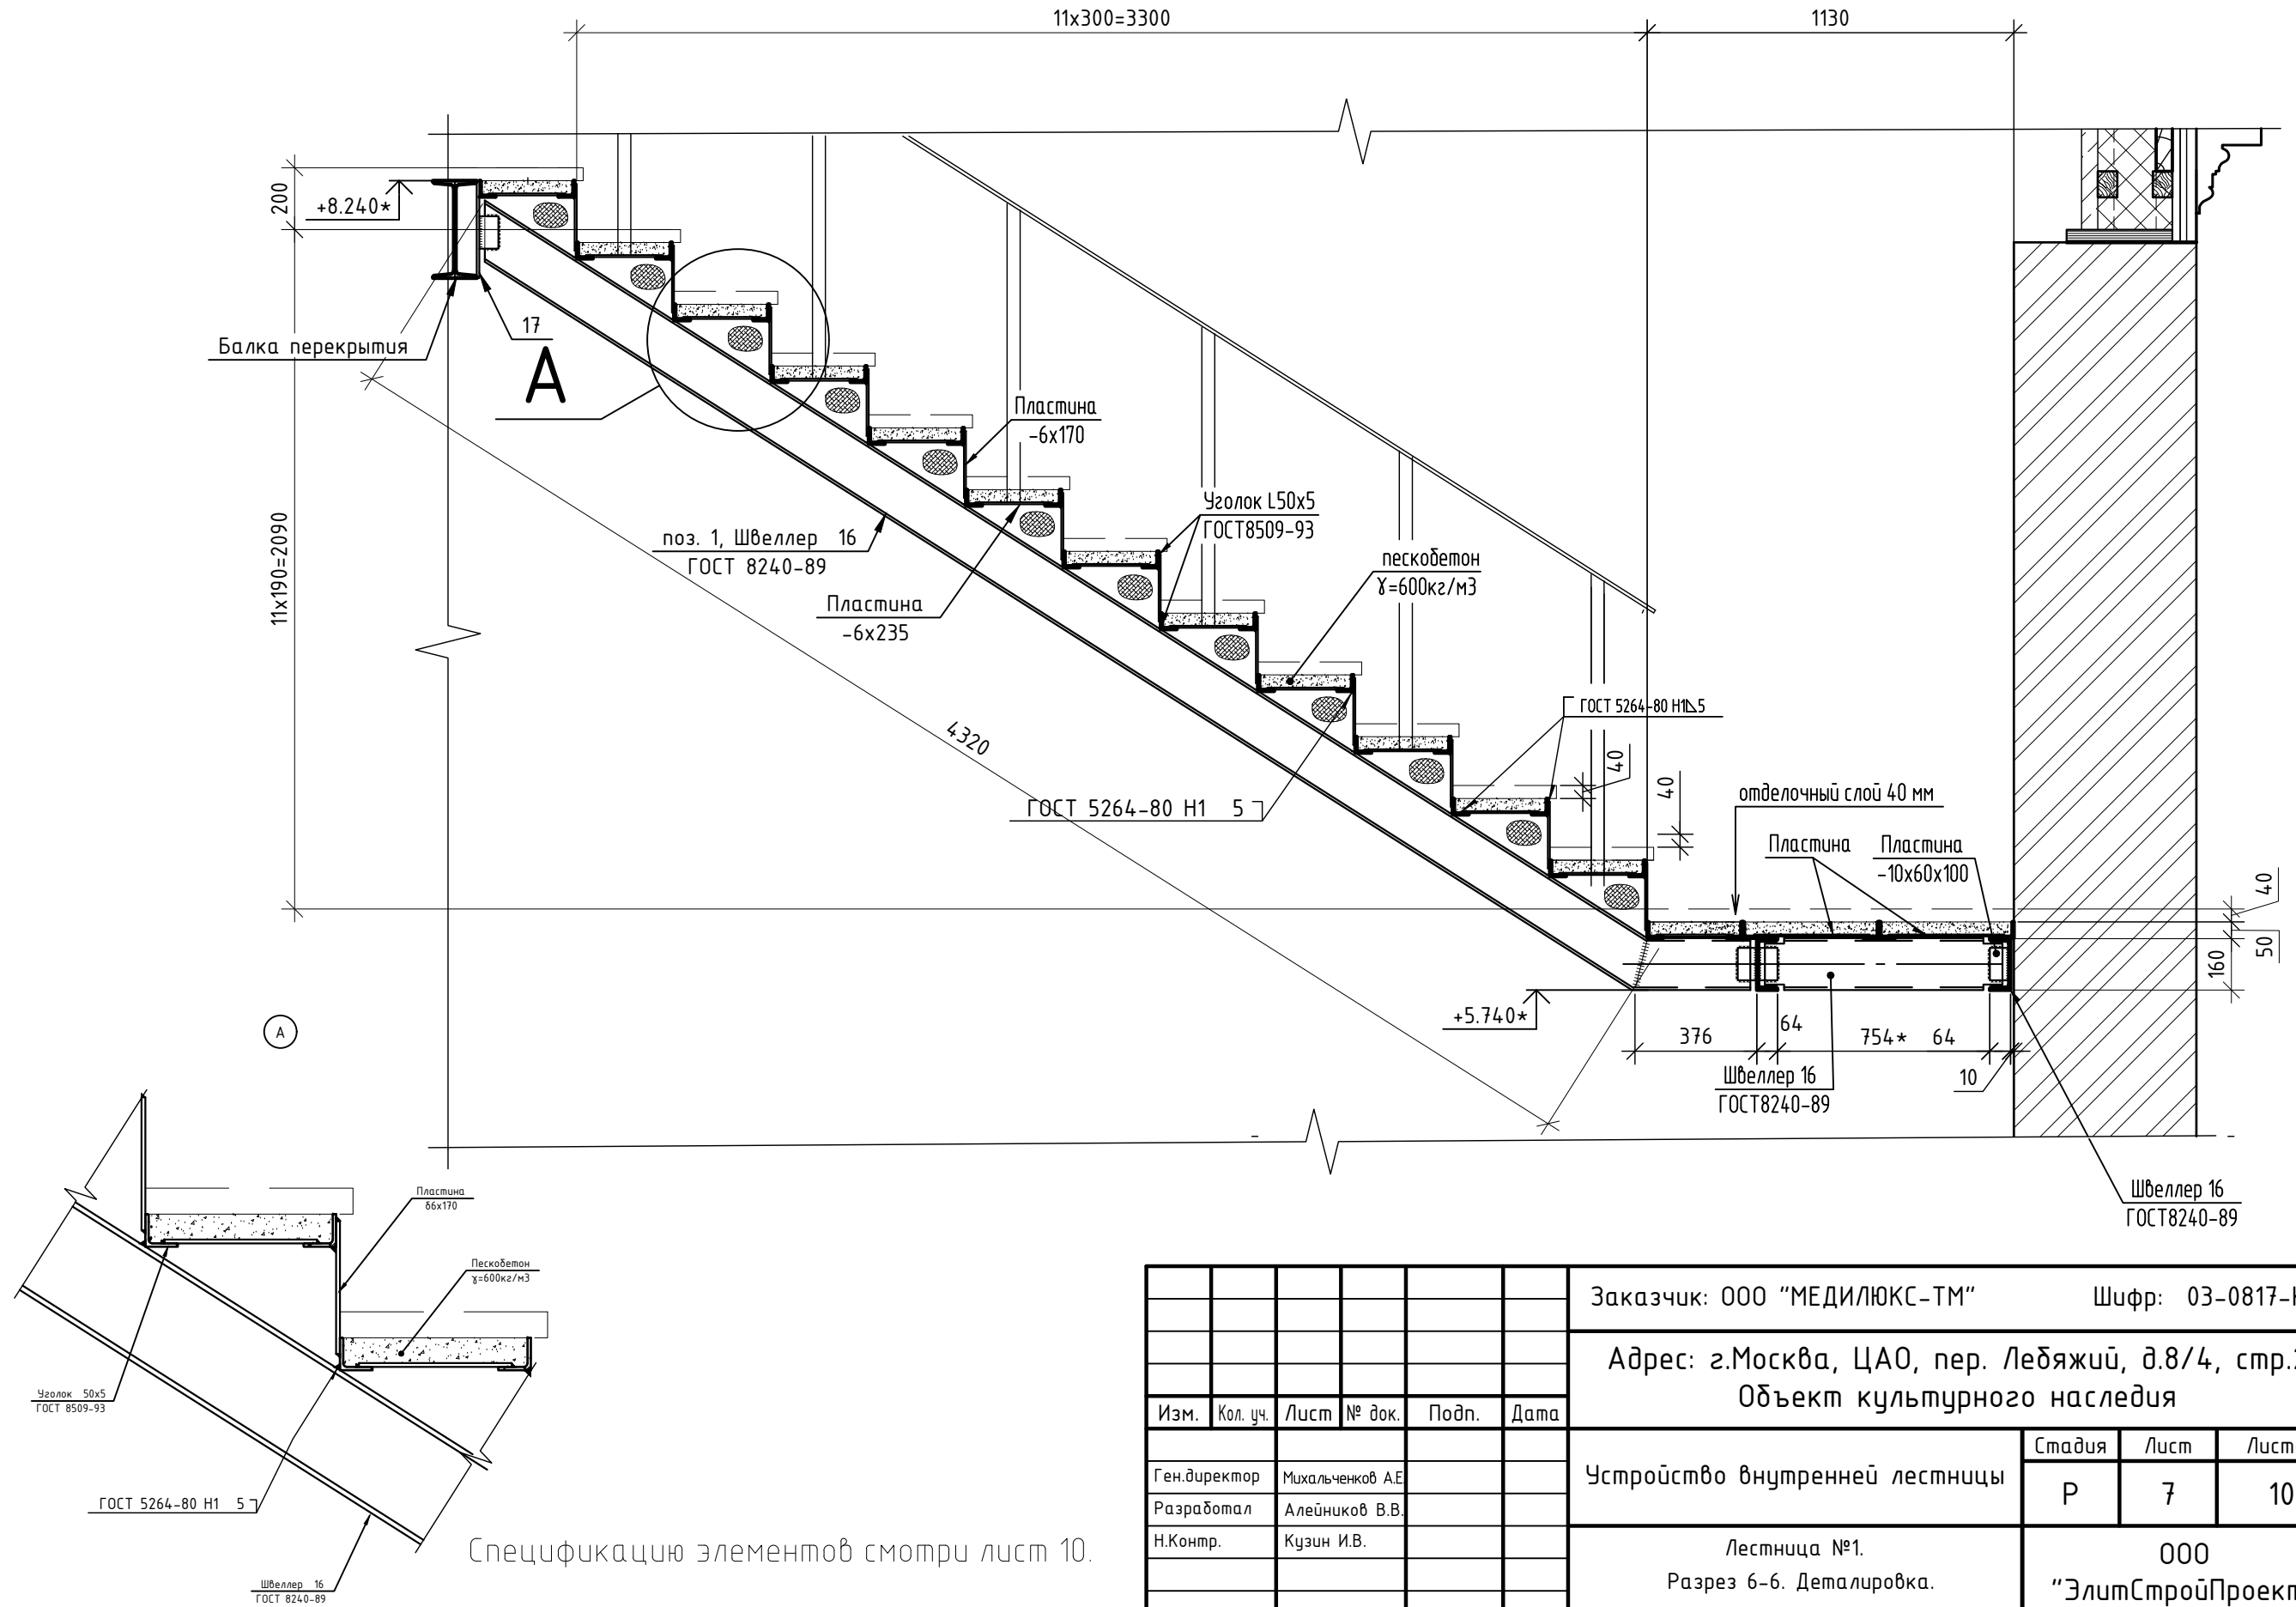 11x300=3300
1130
200
+8.240*
Балка перекрытия
17
А
11x190=2090
Пластина
-6x170
Уголок L50x5
ГОСТ8509-93
поз. 1, Швеллер 16
ГОСТ 8240-89
Пластина
-6x235
пескобетон
ɣ=600кг/м3
4320
ГОСТ 5264-80 Н1 5
ГОСТ 5264-80 Н1 5
40
40
отделочный слой 40 мм
Пластина
Пластина
-10x60x100
40
50
160
+5.740*
376
64
754*
64
10
Швеллер 16
ГОСТ8240-89
Швеллер 16
ГОСТ8240-89
А
Пластина
δ6x170
Пескобетон
ɣ=600кг/м3
Уголок 50x5
ГОСТ 8509-93
ГОСТ 5264-80 Н1 5
Швеллер 16
ГОСТ 8240-89
Спецификацию элементов смотри лист 10.
Заказчик: ООО "МЕДИЛЮКС-ТМ" Шифр: 03-0817-
Адрес: г.Москва, ЦАО, пер. Лебяжий, д.8/4, стр.
Объект культурного наследия
Изм. Кол. уч. Лист № док. Подп. Дата
Устройство внутренней лестницы
Стадия Лист Лист
Р 7 10
Ген.директор Михальченков А.Е
Разработал Алейников В.В.
Н.Контр. Кузин И.В.
Лестница №1.
Разрез 6-6. Деталировка.
ООО
"ЭлитСтройПроект